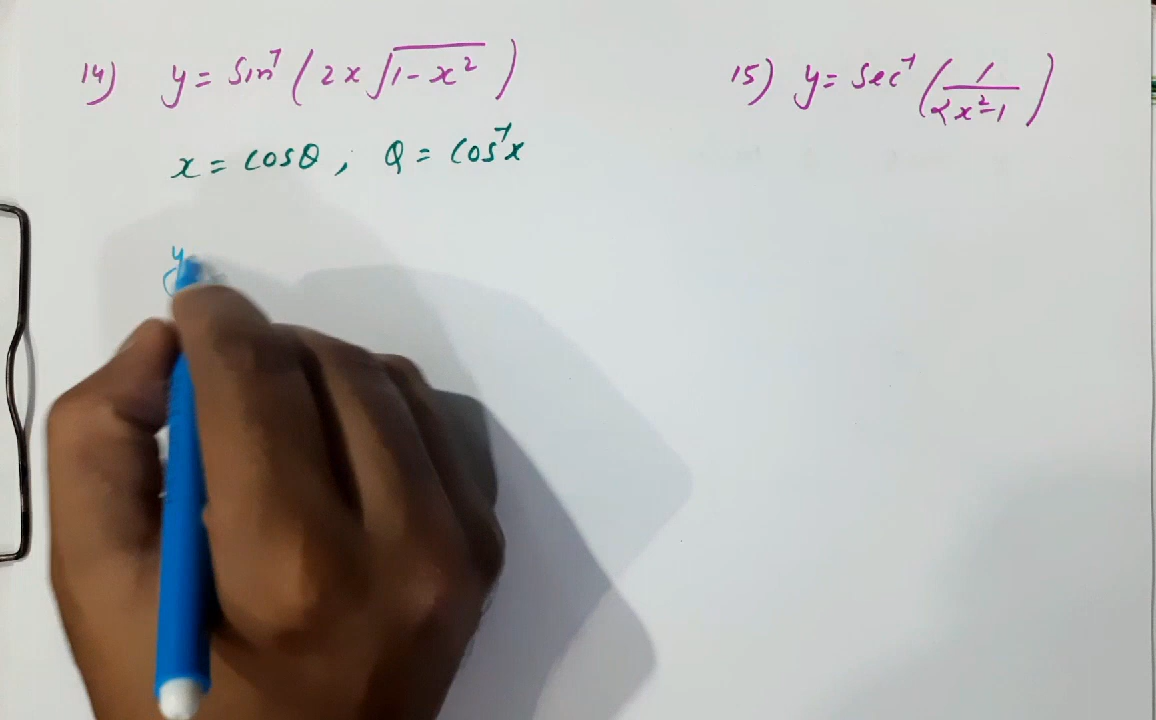 14) y = sin⁻¹ (2x √1-x²)
x = cosθ , θ = cos⁻¹x
y
15) y = sec⁻¹ (1/2x²-1)